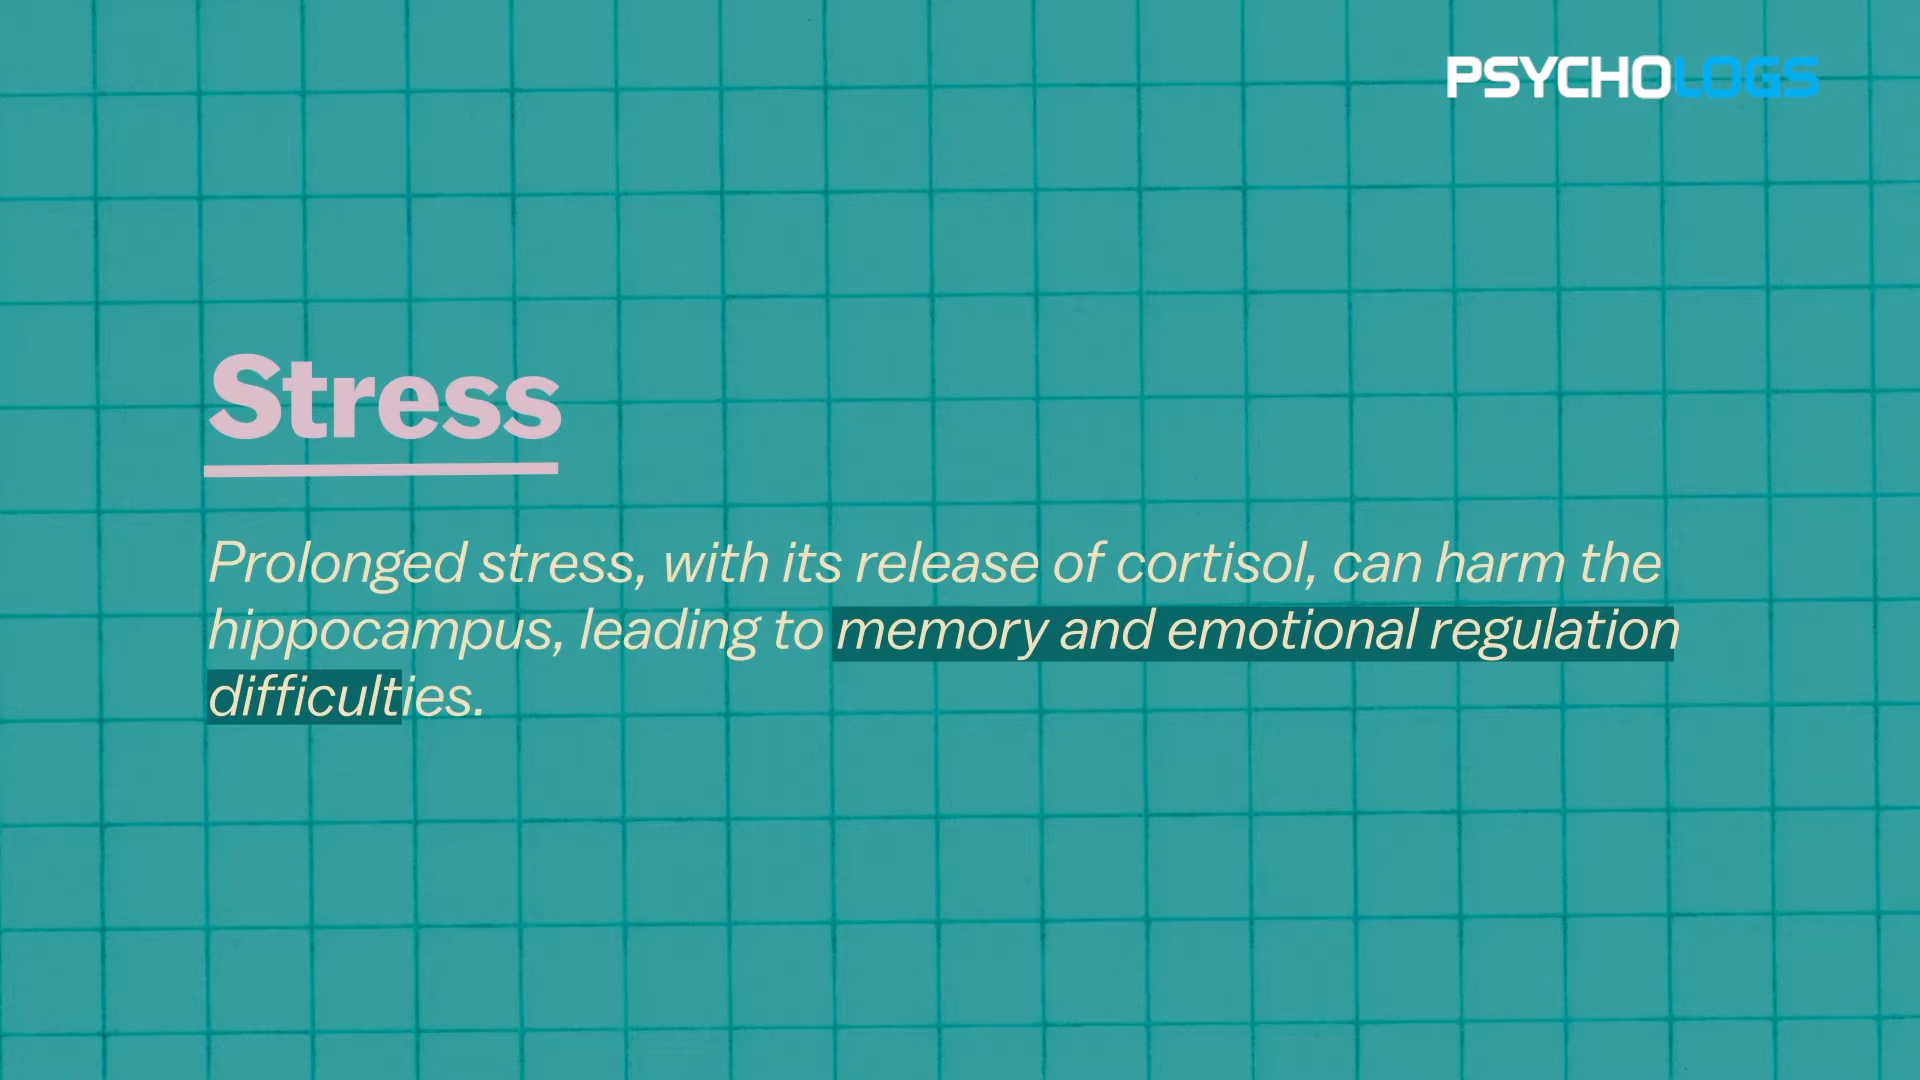 PSYCHOLOGS
Stress
Prolonged stress, with its release of cortisol, can harm the
hippocampus, leading to memory and emotional regulation
difficulties.